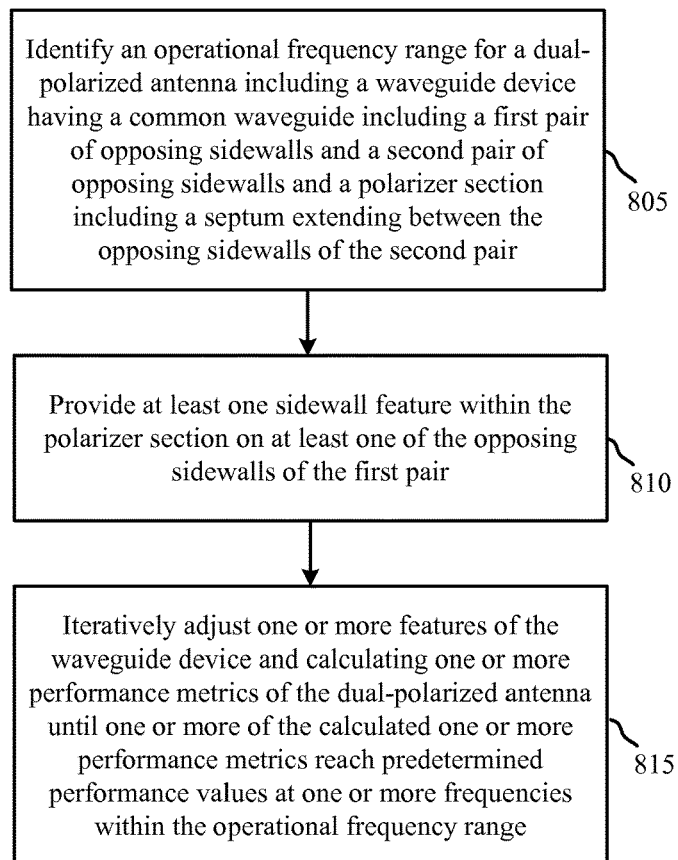 Identify an operational frequency range for a dual-
polarized antenna including a waveguide device
having a common waveguide including a first pair
of opposing sidewalls and a second pair of
opposing sidewalls and a polarizer section
including a septum extending between the
opposing sidewalls of the second pair
805
Provide at least one sidewall feature within the
polarizer section on at least one of the opposing
sidewalls of the first pair
810
Iteratively adjust one or more features of the
waveguide device and calculating one or more
performance metrics of the dual-polarized antenna
until one or more of the calculated one or more
performance metrics reach predetermined
performance values at one or more frequencies
within the operational frequency range
815